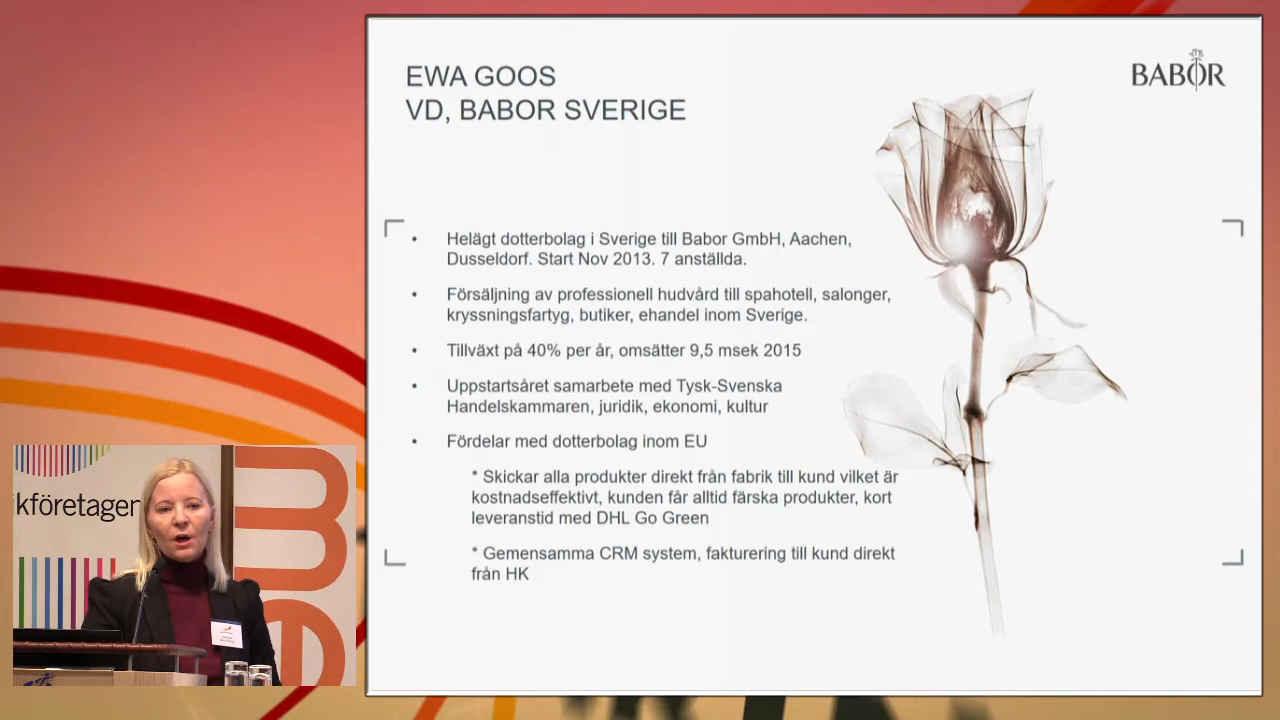 EWA GOOS
VD, BABOR SVERIGE
BABOR
• Helägt dotterbolag i Sverige till Babor GmbH, Aachen,
Dusseldorf. Start Nov 2013. 7 anställda.
• Försäljning av professionell hudvård till spahotell, salonger,
kryssningsfartyg, butiker, ehandel inom Sverige.
• Tillväxt på 40% per år, omsätter 9,5 msek 2015
• Uppstartsåret samarbete med Tysk-Svenska
Handelskammaren, juridik, ekonomi, kultur
• Fördelar med dotterbolag inom EU
* Skickar alla produkter direkt från fabrik till kund vilket är
kostnadseffektivt, kunden får alltid färska produkter, kort
leveranstid med DHL Go Green
* Gemensamma CRM system, fakturering till kund direkt
från HK
kföretagen